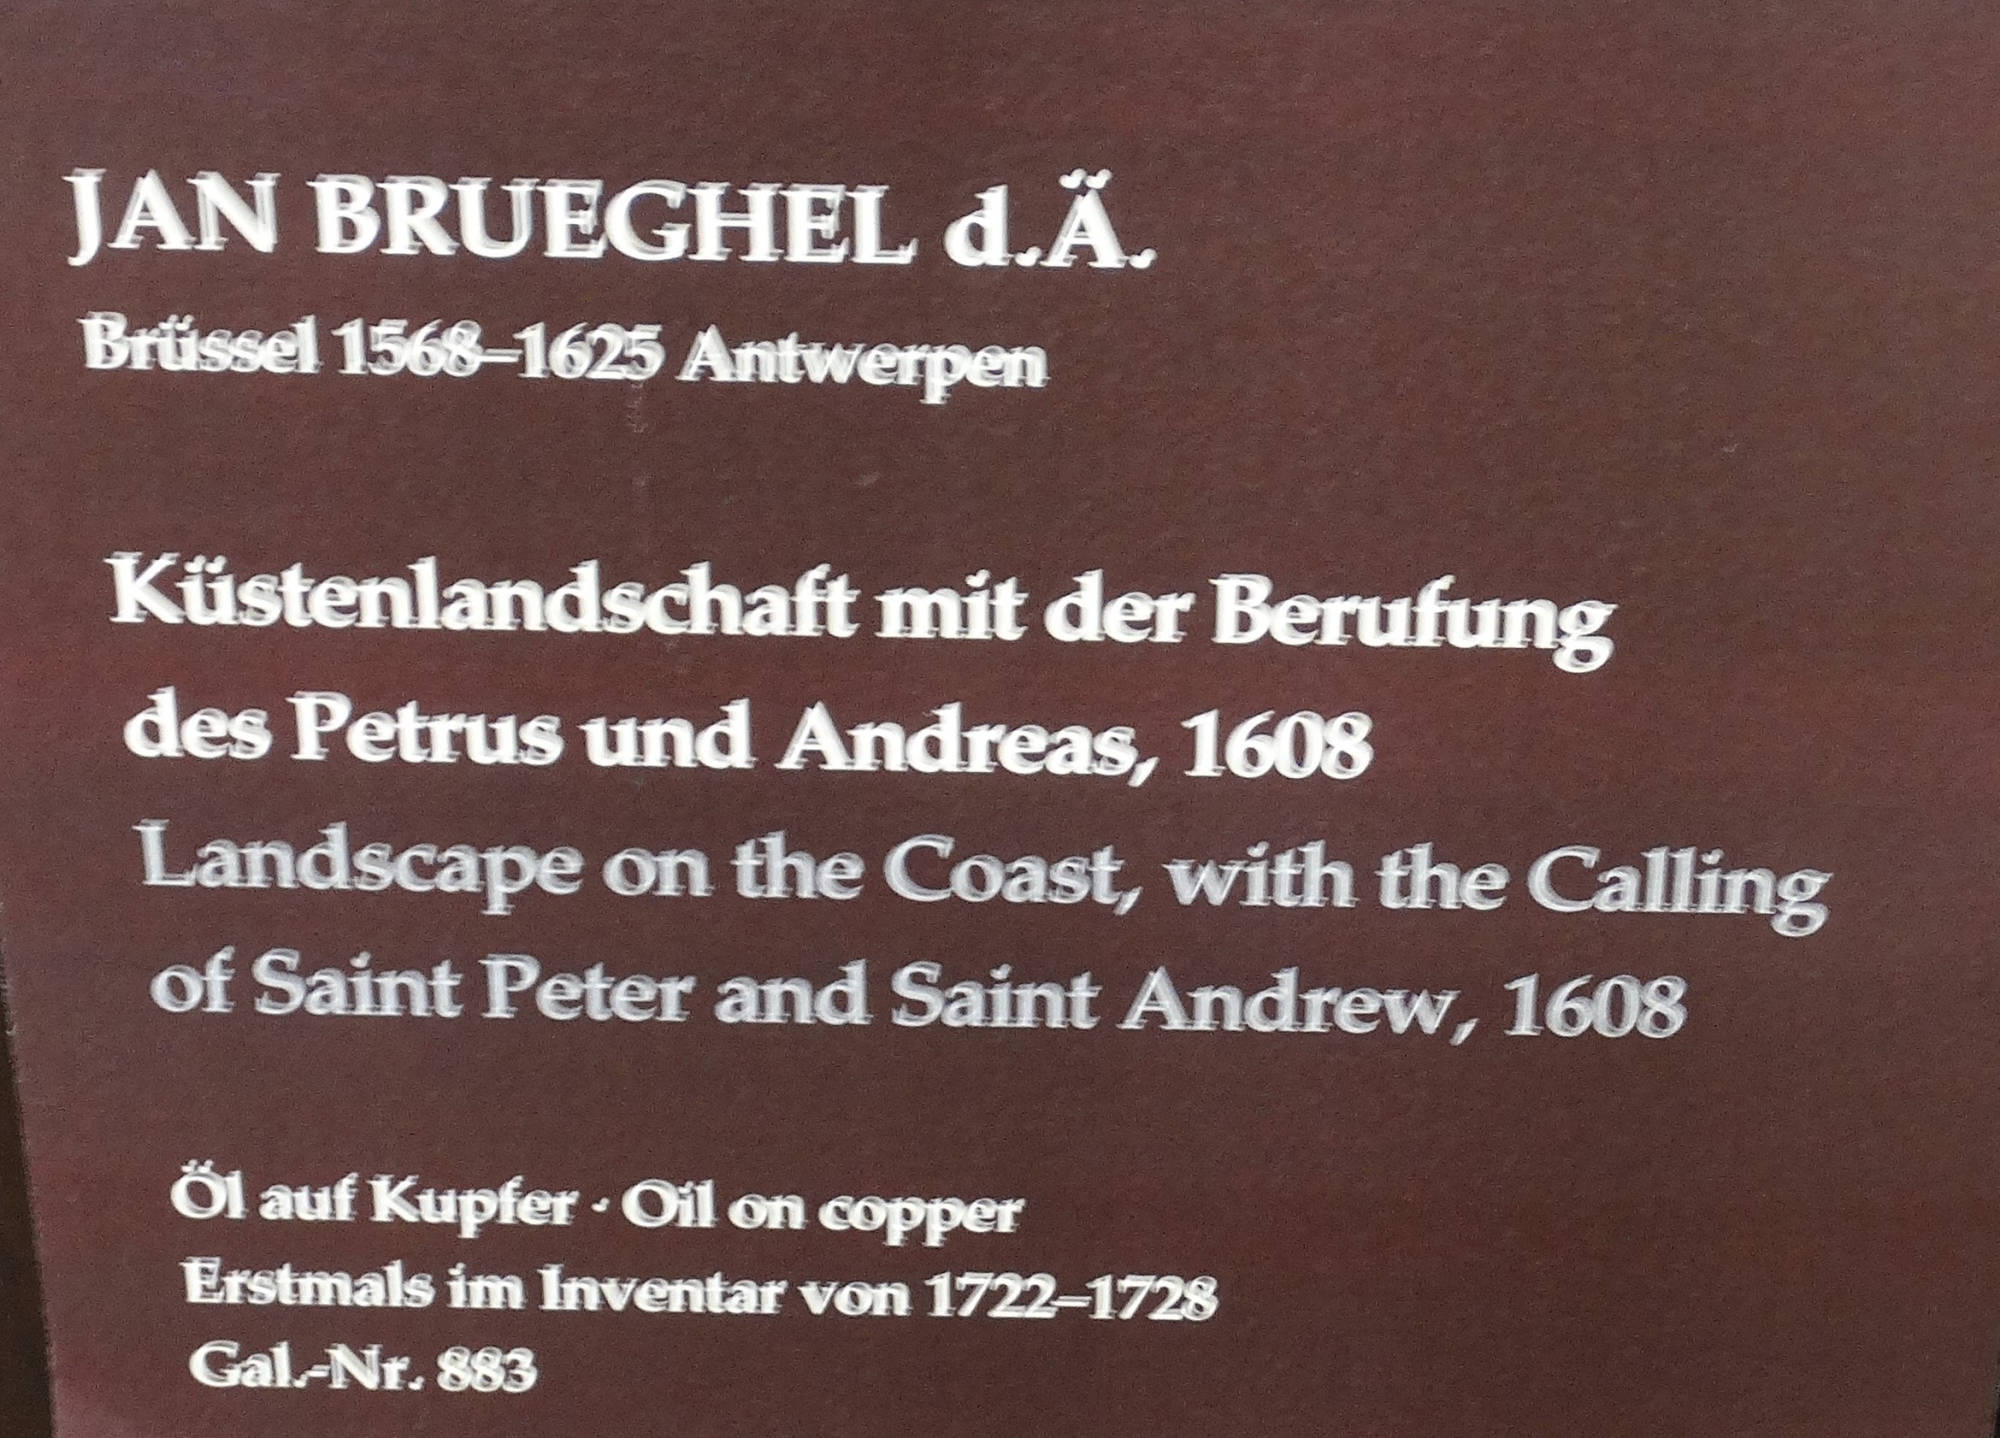 JAN BRUEGHEL d.Ä.
Brüssel 1568–1625 Antwerpen
Küstenlandschaft mit der Berufung
des Petrus und Andreas, 1608
Landscape on the Coast, with the Calling
of Saint Peter and Saint Andrew, 1608
Öl auf Kupfer · Oil on copper
Erstmals im Inventar von 1722–1728
Gal.-Nr. 883